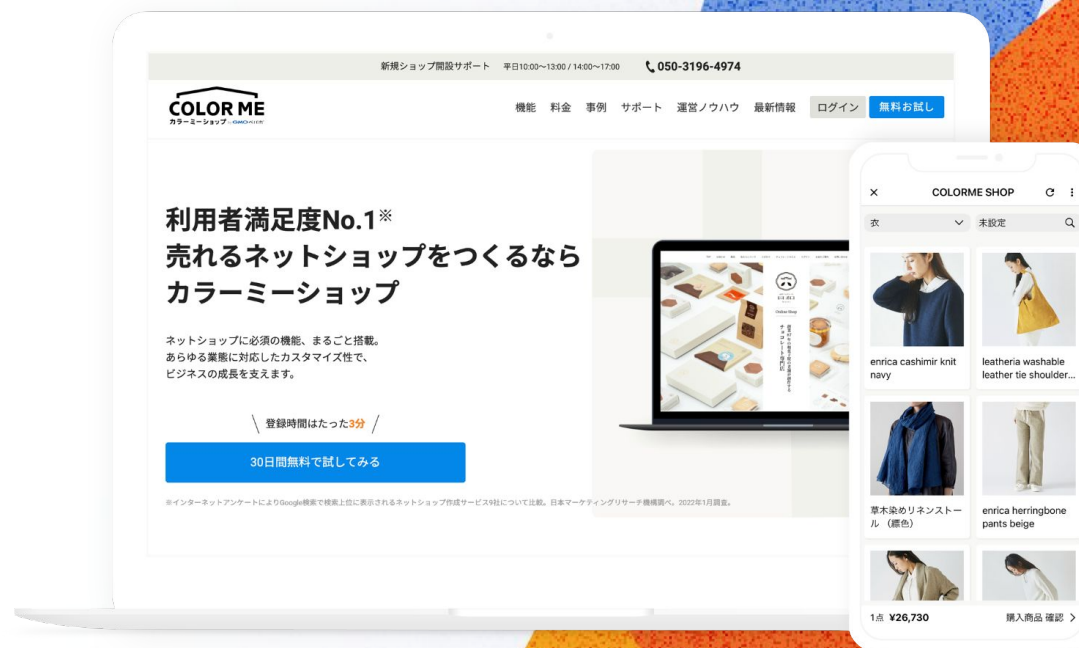 新規ショップ開設サポート 平日10:00〜13:00 / 14:00〜17:00 050-3196-4974
COLOR ME
カラーミーショップ
機能 料金 事例 サポート 運営ノウハウ 最新情報 ログイン 無料お試し
利用者満足度No.1※
売れるネットショップをつくるなら
カラーミーショップ
ネットショップに必須の機能、まるごと搭載。
あらゆる業態に対応したカスタマイズ性で、
ビジネスの成長を支えます。
登録時間はたった3分
30日間無料で試してみる
※インターネットアンケートによりGoogle検索で検索上位に表示されるネットショップ作成サービス9社について比較。日本マーケティングリサーチ機構調べ。2022年1月調査。
Online Shop
チョコレート専門店
COLORME SHOP
衣 未設定
enrica cashimir knit
navy
leatheria washable
leather tie shoulder...
草木染めリネンストー
ル （縹色）
enrica herringbone
pants beige
1点 ¥26,730 購入商品 確認